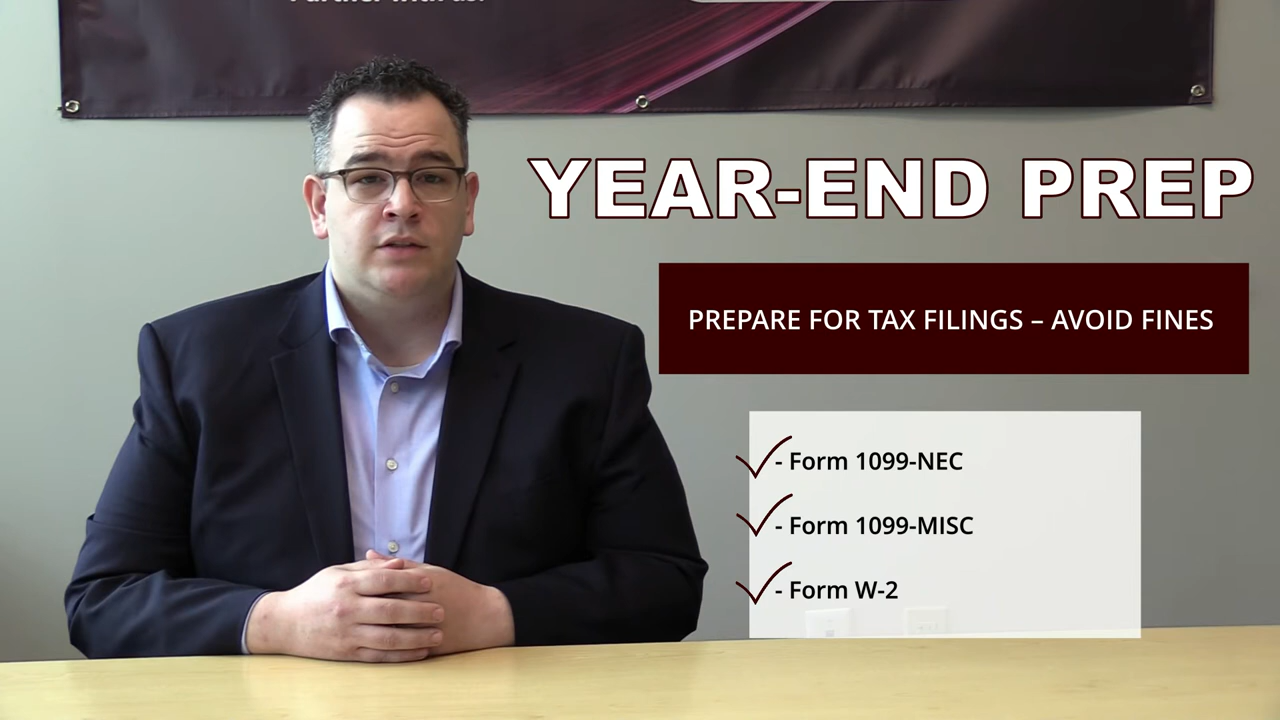 YEAR-END PREP
PREPARE FOR TAX FILINGS – AVOID FINES
- Form 1099-NEC
- Form 1099-MISC
- Form W-2